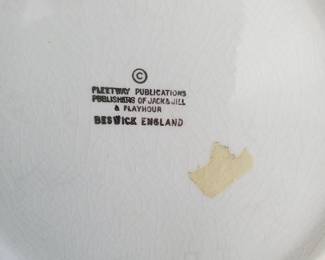 ©
FLEETWAY PUBLICATIONS
PUBLISHERS OF JACK & JILL
& PLAYHOUR
BESWICK ENGLAND